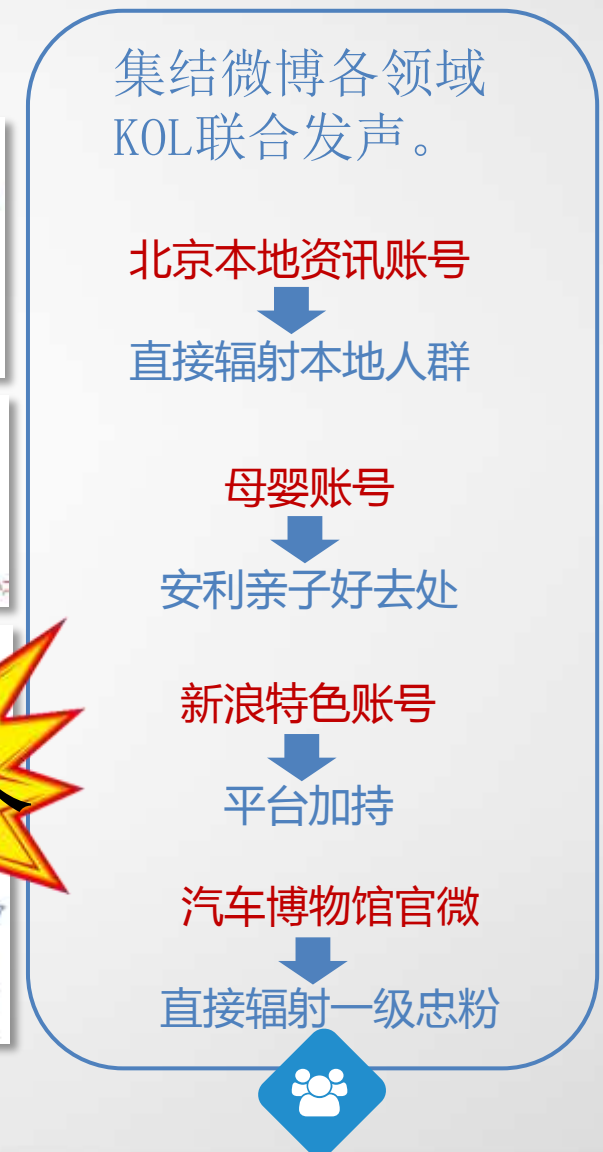 集结微博各领域
KOL联合发声。
北京本地资讯账号
直接辐射本地人群
母婴账号
安利亲子好去处
新浪特色账号
平台加持
汽车博物馆官微
直接辐射一级忠粉